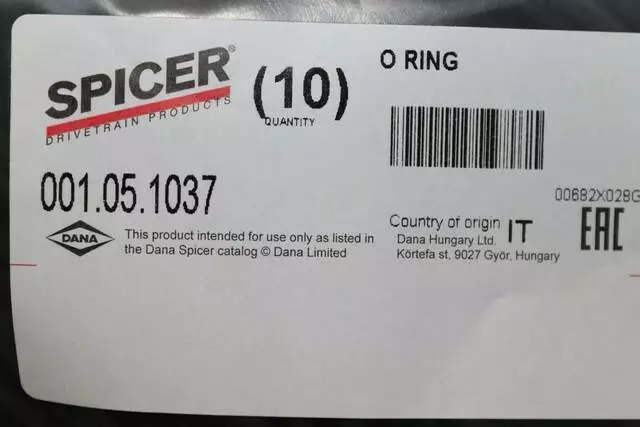 SPICER®
DRIVETRAIN PRODUCTS
(10)
QUANTITY
O RING
001.05.1037
00682X028G
DANA
This product intended for use only as listed in
the Dana Spicer catalog © Dana Limited
Country of origin IT
Dana Hungary Ltd.
Körtefa st, 9027 Györ, Hungary
EAC